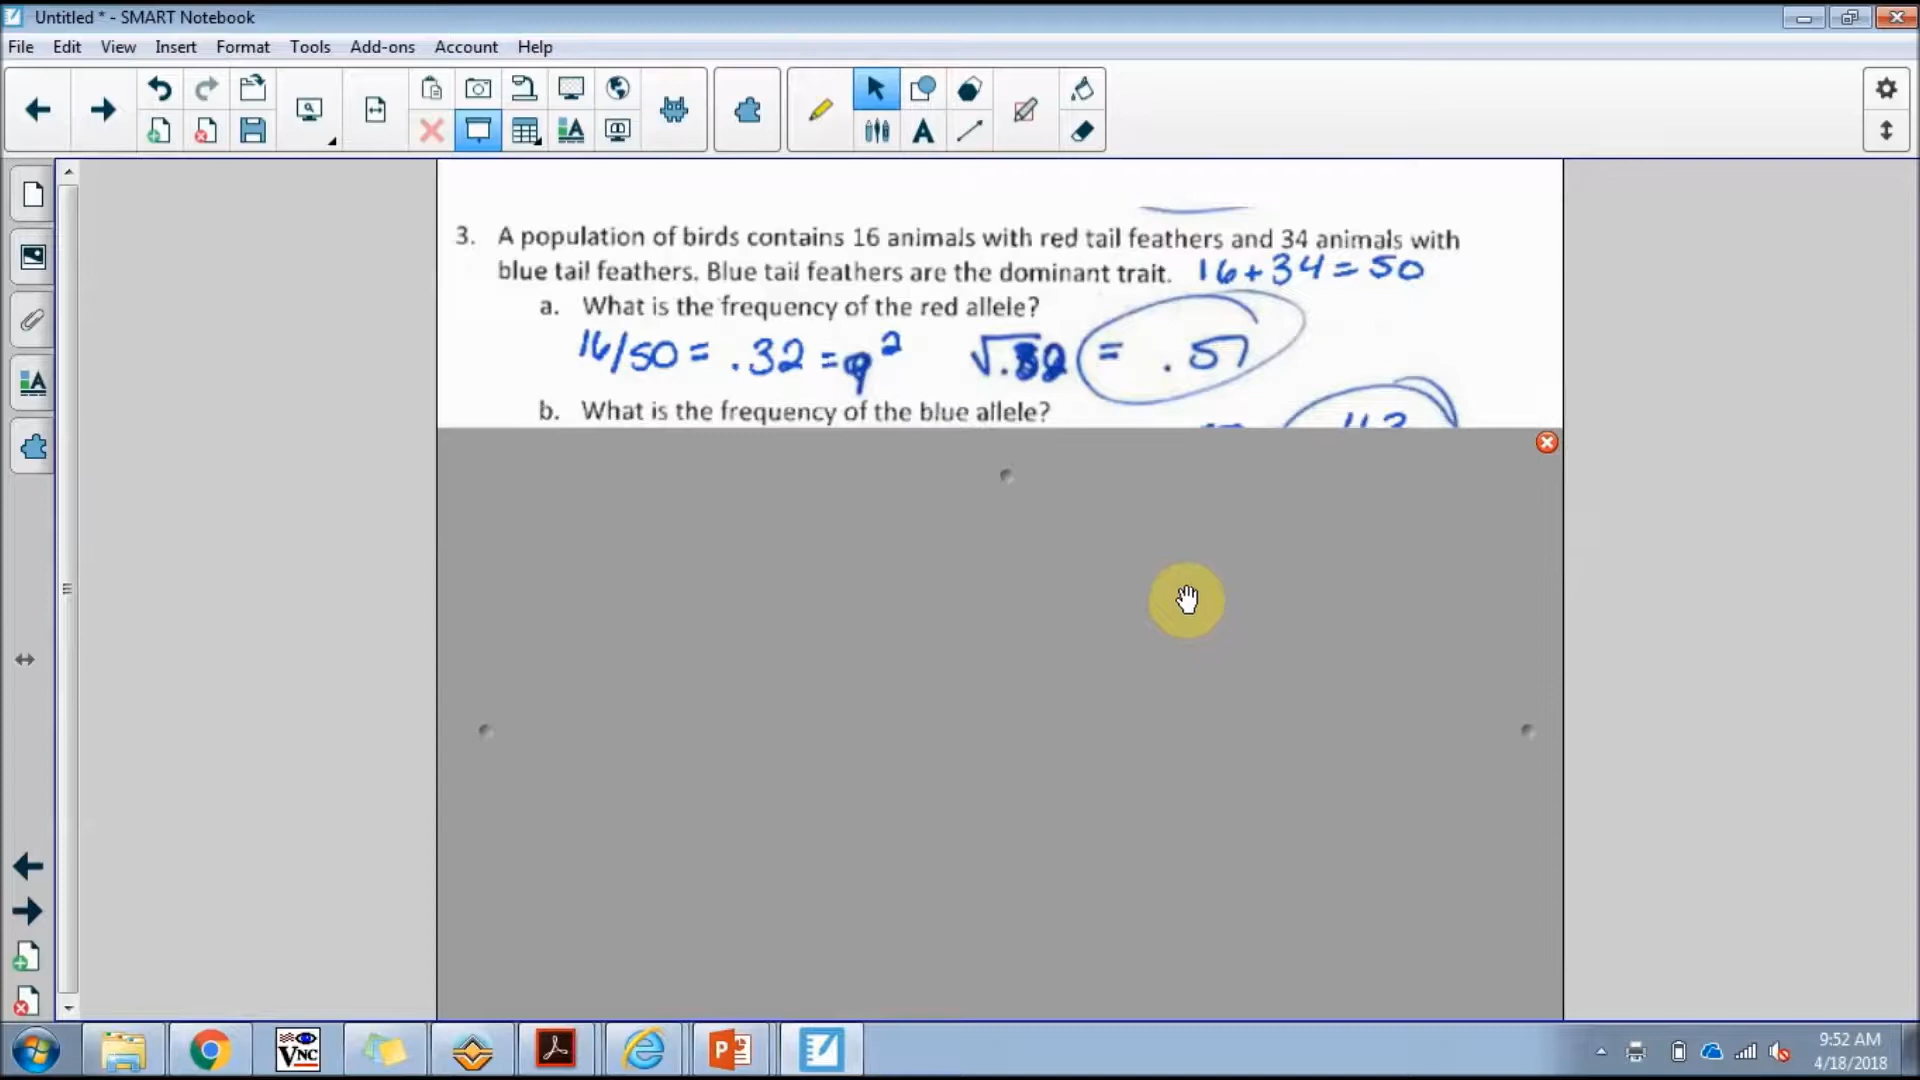 Untitled * - SMART Notebook
File Edit View Insert Format Tools Add-ons Account Help
3. A population of birds contains 16 animals with red tail feathers and 34 animals with
blue tail feathers. Blue tail feathers are the dominant trait. 16+34=50
a. What is the frequency of the red allele?
16/50 = .32 = q² √.32 = .57
b. What is the frequency of the blue allele?
VNC
9:52 AM
4/18/2018